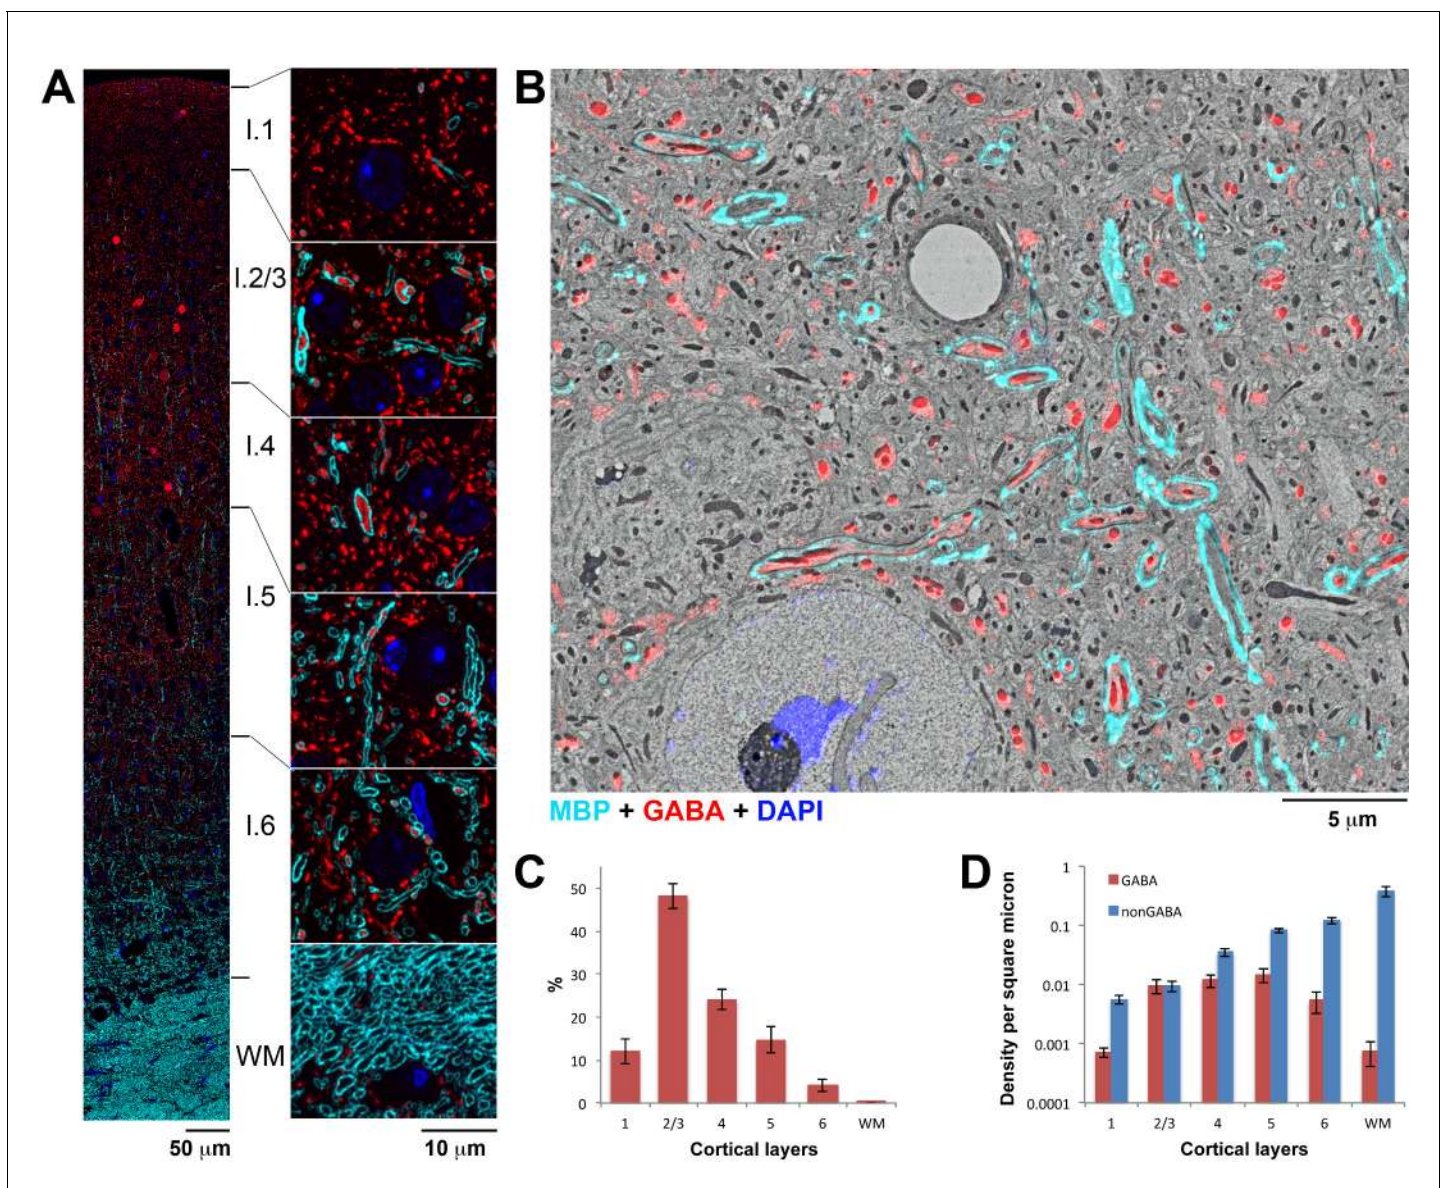 A
l.1
l.2/3
l.4
l.5
l.6
WM
50 μm
10 μm
B
MBP + GABA + DAPI
5 μm
C
%
50
40
30
20
10
0
1 2/3 4 5 6 WM
Cortical layers
D
Density per square micron
1
0.1
0.01
0.001
0.0001
GABA
nonGABA
1 2/3 4 5 6 WM
Cortical layers